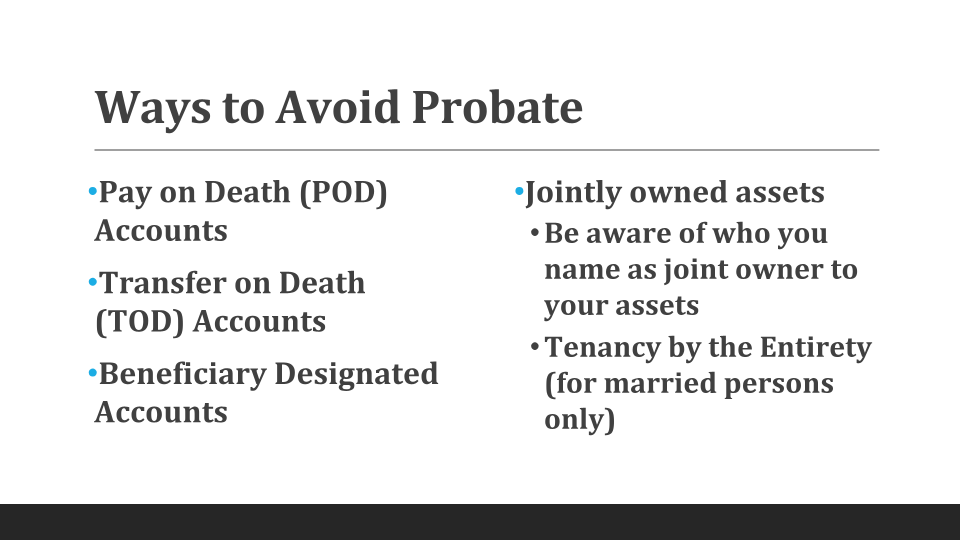 Ways to Avoid Probate
•Pay on Death (POD)
Accounts
•Transfer on Death
(TOD) Accounts
•Beneficiary Designated
Accounts
•Jointly owned assets
•Be aware of who you
name as joint owner to
your assets
•Tenancy by the Entirety
(for married persons
only)